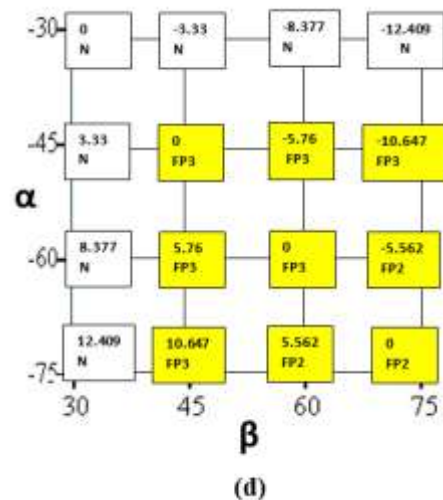 -30 0 -3.33 -8.377 -12.409
N N N N
-45 3.33 0 -5.76 -10.647
N FP3 FP3 FP3
α
-60 8.377 5.76 0 -5.562
N FP3 FP3 FP2
-75 12.409 10.647 5.562 0
N FP3 FP2 FP2
30 45 60 75
β
(d)